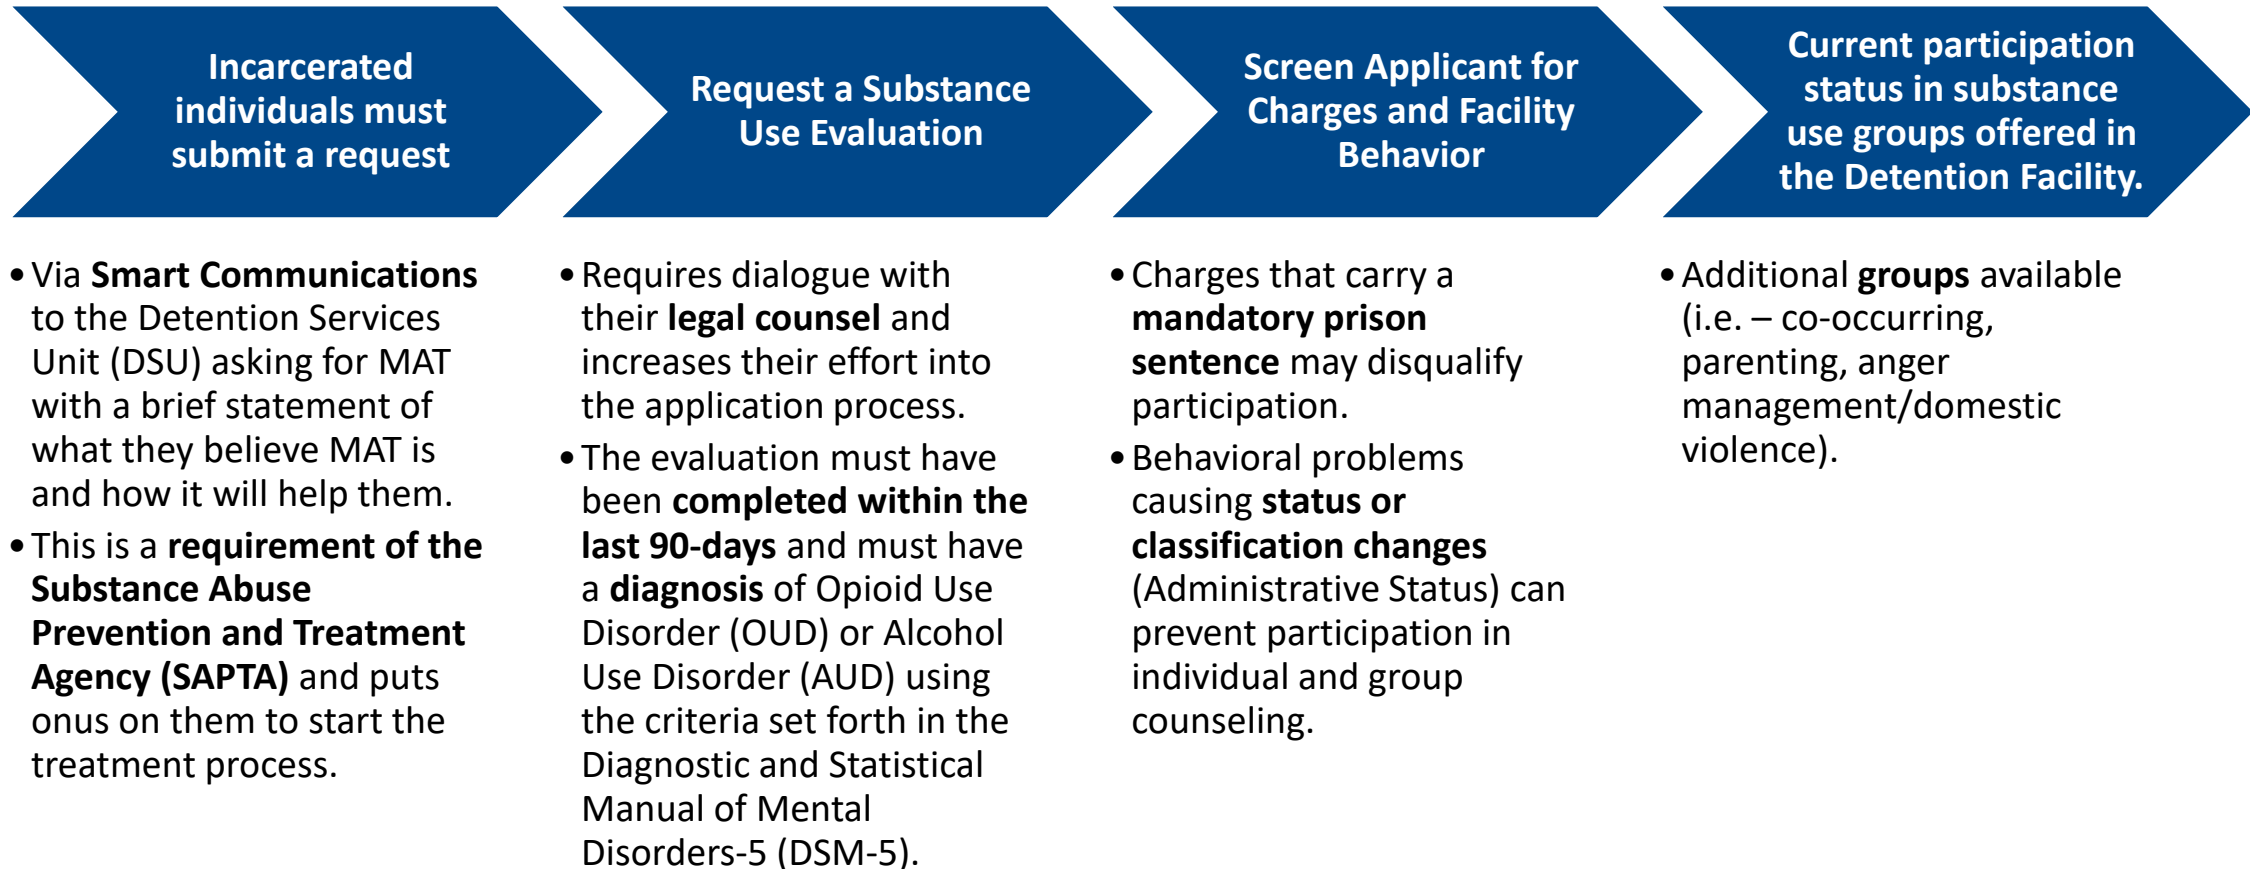 Incarcerated
individuals must
submit a request
• Via Smart Communications
to the Detention Services
Unit (DSU) asking for MAT
with a brief statement of
what they believe MAT is
and how it will help them.
• This is a requirement of the
Substance Abuse
Prevention and Treatment
Agency (SAPTA) and puts
onus on them to start the
treatment process.
Request a Substance
Use Evaluation
• Requires dialogue with
their legal counsel and
increases their effort into
the application process.
• The evaluation must have
been completed within the
last 90-days and must have
a diagnosis of Opioid Use
Disorder (OUD) or Alcohol
Use Disorder (AUD) using
the criteria set forth in the
Diagnostic and Statistical
Manual of Mental
Disorders-5 (DSM-5).
Screen Applicant for
Charges and Facility
Behavior
• Charges that carry a
mandatory prison
sentence may disqualify
participation.
• Behavioral problems
causing status or
classification changes
(Administrative Status) can
prevent participation in
individual and group
counseling.
Current participation
status in substance
use groups offered in
the Detention Facility.
• Additional groups available
(i.e. – co-occurring,
parenting, anger
management/domestic
violence).